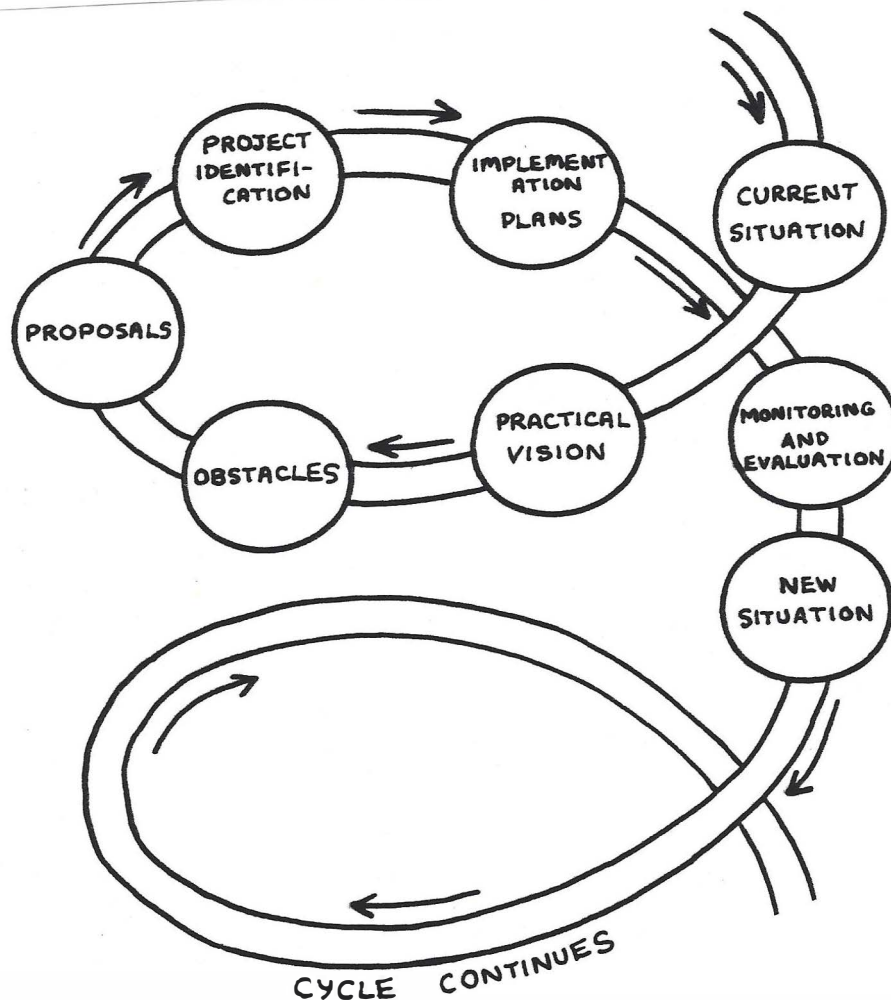 CURRENT
SITUATION
PRACTICAL
VISION
OBSTACLES
PROPOSALS
PROJECT
IDENTIFI-
CATION
IMPLEMENT
ATION
PLANS
MONITORING
AND
EVALUATION
NEW
SITUATION
CYCLE CONTINUES